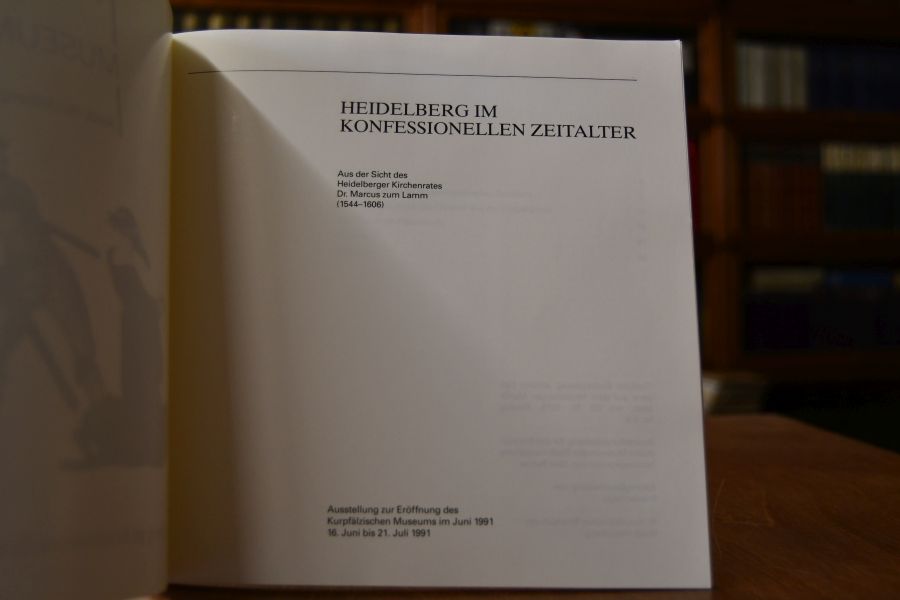 HEIDELBERG IM
KONFESSIONELLEN ZEITALTER
Aus der Sicht des
Heidelberger Kirchenrates
Dr. Marcus zum Lamm
(1544–1606)
Ausstellung zur Eröffnung des
Kurpfälzischen Museums im Juni 1991
16. Juni bis 21. Juli 1991